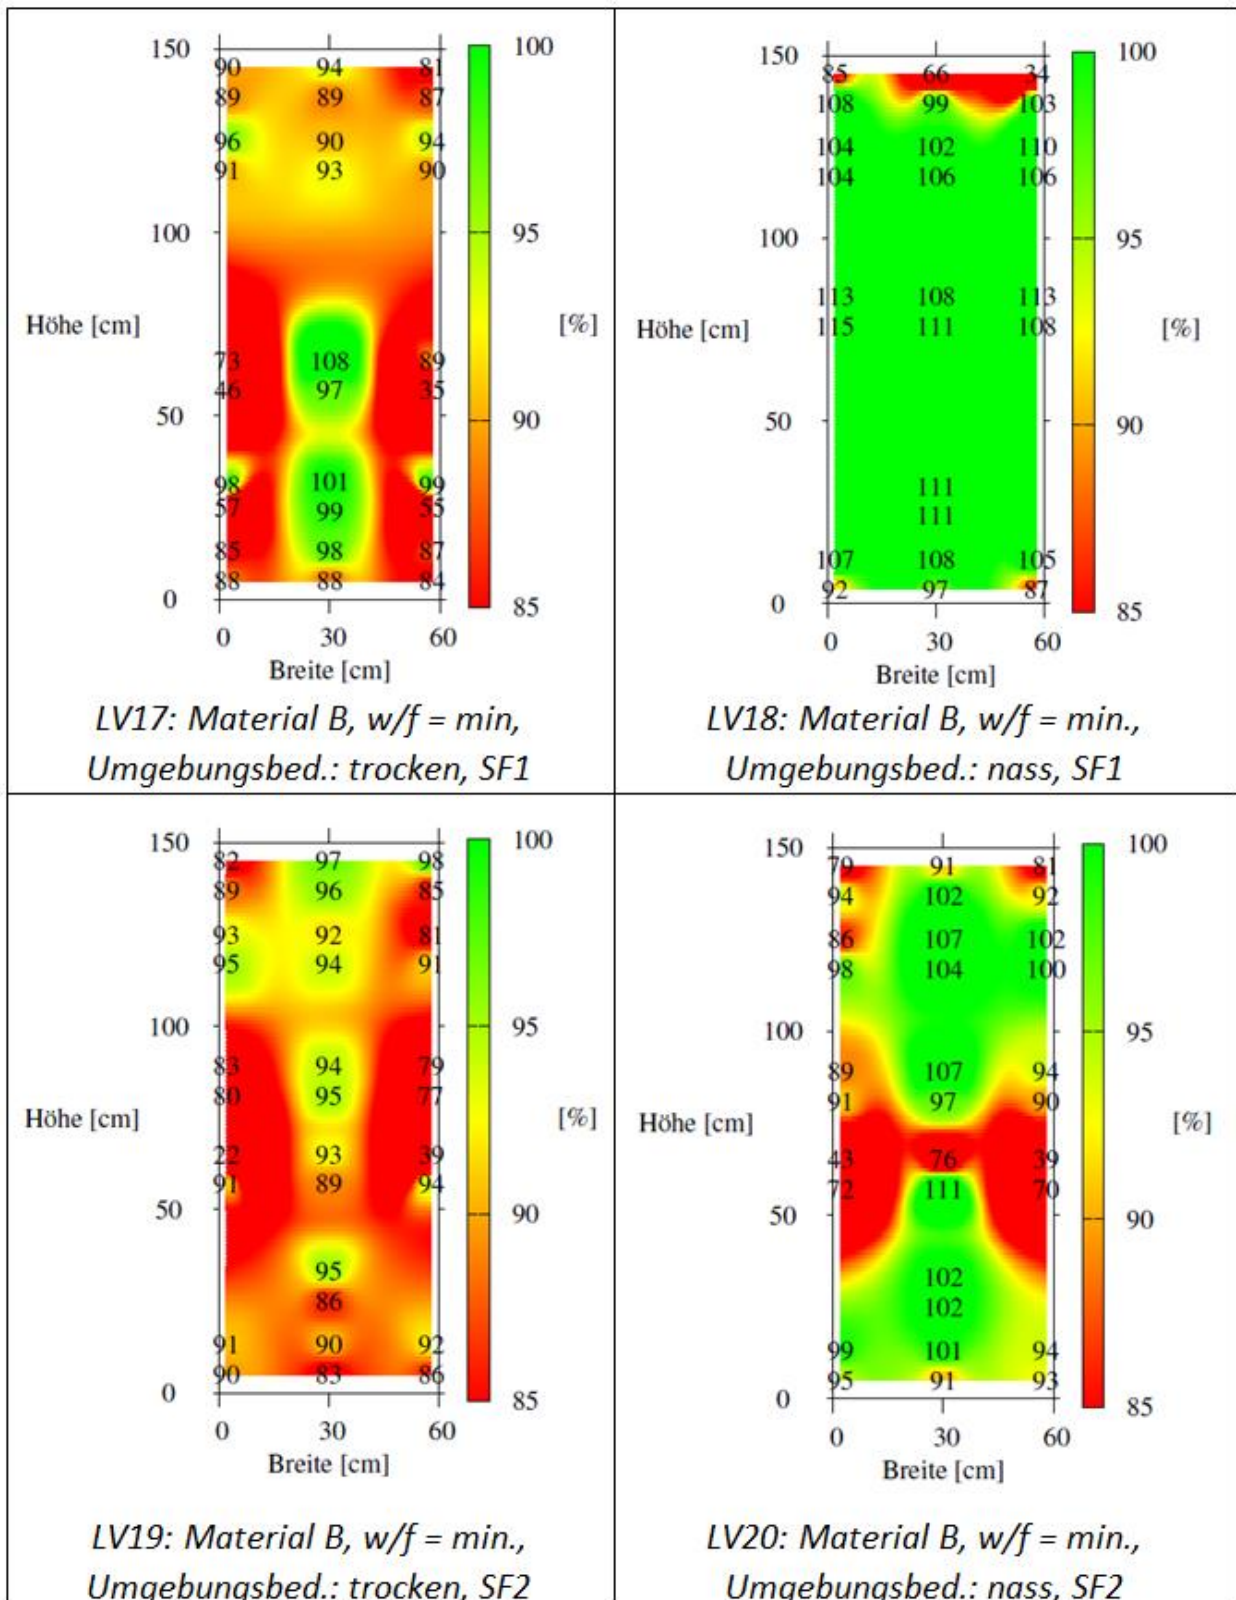 150
90 94 81
89 89 87
96 90 94
91 93 90
100
Höhe [cm]
73 108 89
46 97 35
50
98 101 99
57 99 55
85 98 87
88 88 84
0
0 30 60
Breite [cm]
100
95
[%]
90
85
LV17: Material B, w/f = min,
Umgebungsbed.: trocken, SF1
150
85 66 34
108 99 103
104 102 110
104 106 106
100
113 108 113
Höhe [cm]
115 111 108
50
111
111
107 108 105
92 97 87
0
0 30 60
Breite [cm]
100
95
[%]
90
85
LV18: Material B, w/f = min.,
Umgebungsbed.: nass, SF1
150
82 97 98
89 96 85
93 92 81
95 94 91
100
83 94 79
80 95 77
Höhe [cm]
22 93 39
91 89 94
50
95
86
91 90 92
90 83 86
0
0 30 60
Breite [cm]
100
95
[%]
90
85
LV19: Material B, w/f = min.,
Umgebungsbed.: trocken, SF2
150
79 91 81
94 102 92
86 107 102
98 104 100
100
89 107 94
91 97 90
Höhe [cm]
43 76 39
72 111 70
50
102
102
99 101 94
95 91 93
0
0 30 60
Breite [cm]
100
95
[%]
90
85
LV20: Material B, w/f = min.,
Umgebungsbed.: nass, SF2